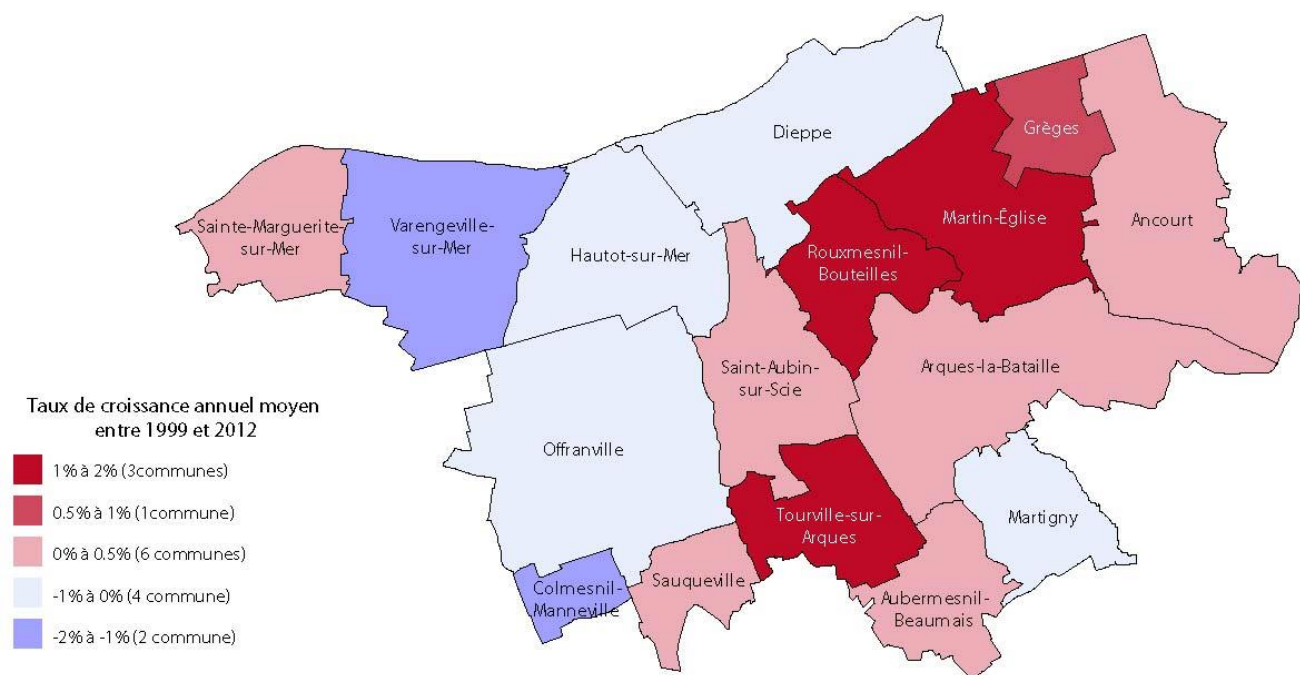 Dieppe
Grèges
Sainte-Marguerite-
sur-Mer
Varengeville-
sur-Mer
Hautot-sur-Mer
Rouxmesnil-
Bouteilles
Martin-Église
Ancourt
Saint-Aubin-
sur-Scie
Arques-la-Bataille
Offranville
Tourville-sur-
Arques
Martigny
Colmesnil-
Manneville
Sauqueville
Aubermesnil-
Beaumais
Taux de croissance annuel moyen
entre 1999 et 2012
1% à 2% (3communes)
0.5% à 1% (1commune)
0% à 0.5% (6 communes)
-1% à 0% (4 commune)
-2% à -1% (2 commune)